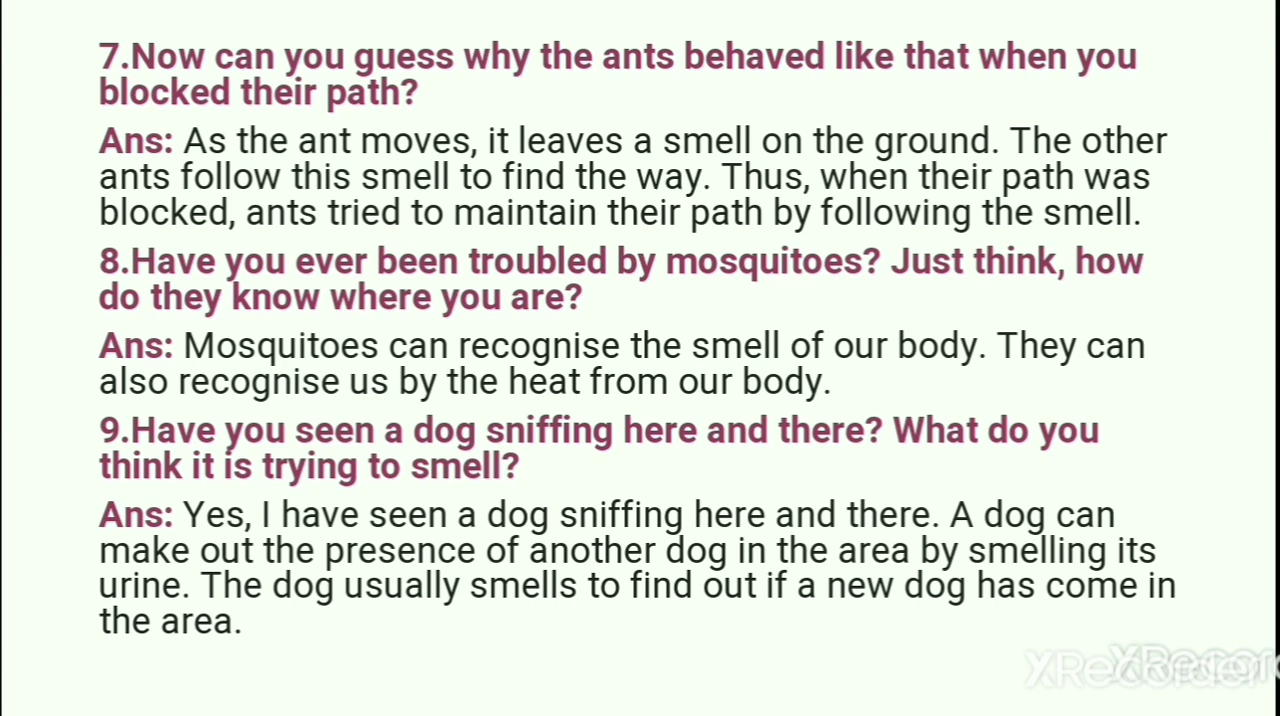 7.Now can you guess why the ants behaved like that when you
blocked their path?
Ans: As the ant moves, it leaves a smell on the ground. The other
ants follow this smell to find the way. Thus, when their path was
blocked, ants tried to maintain their path by following the smell.
8.Have you ever been troubled by mosquitoes? Just think, how
do they know where you are?
Ans: Mosquitoes can recognise the smell of our body. They can
also recognise us by the heat from our body.
9.Have you seen a dog sniffing here and there? What do you
think it is trying to smell?
Ans: Yes, I have seen a dog sniffing here and there. A dog can
make out the presence of another dog in the area by smelling its
urine. The dog usually smells to find out if a new dog has come in
the area.
XRecorder